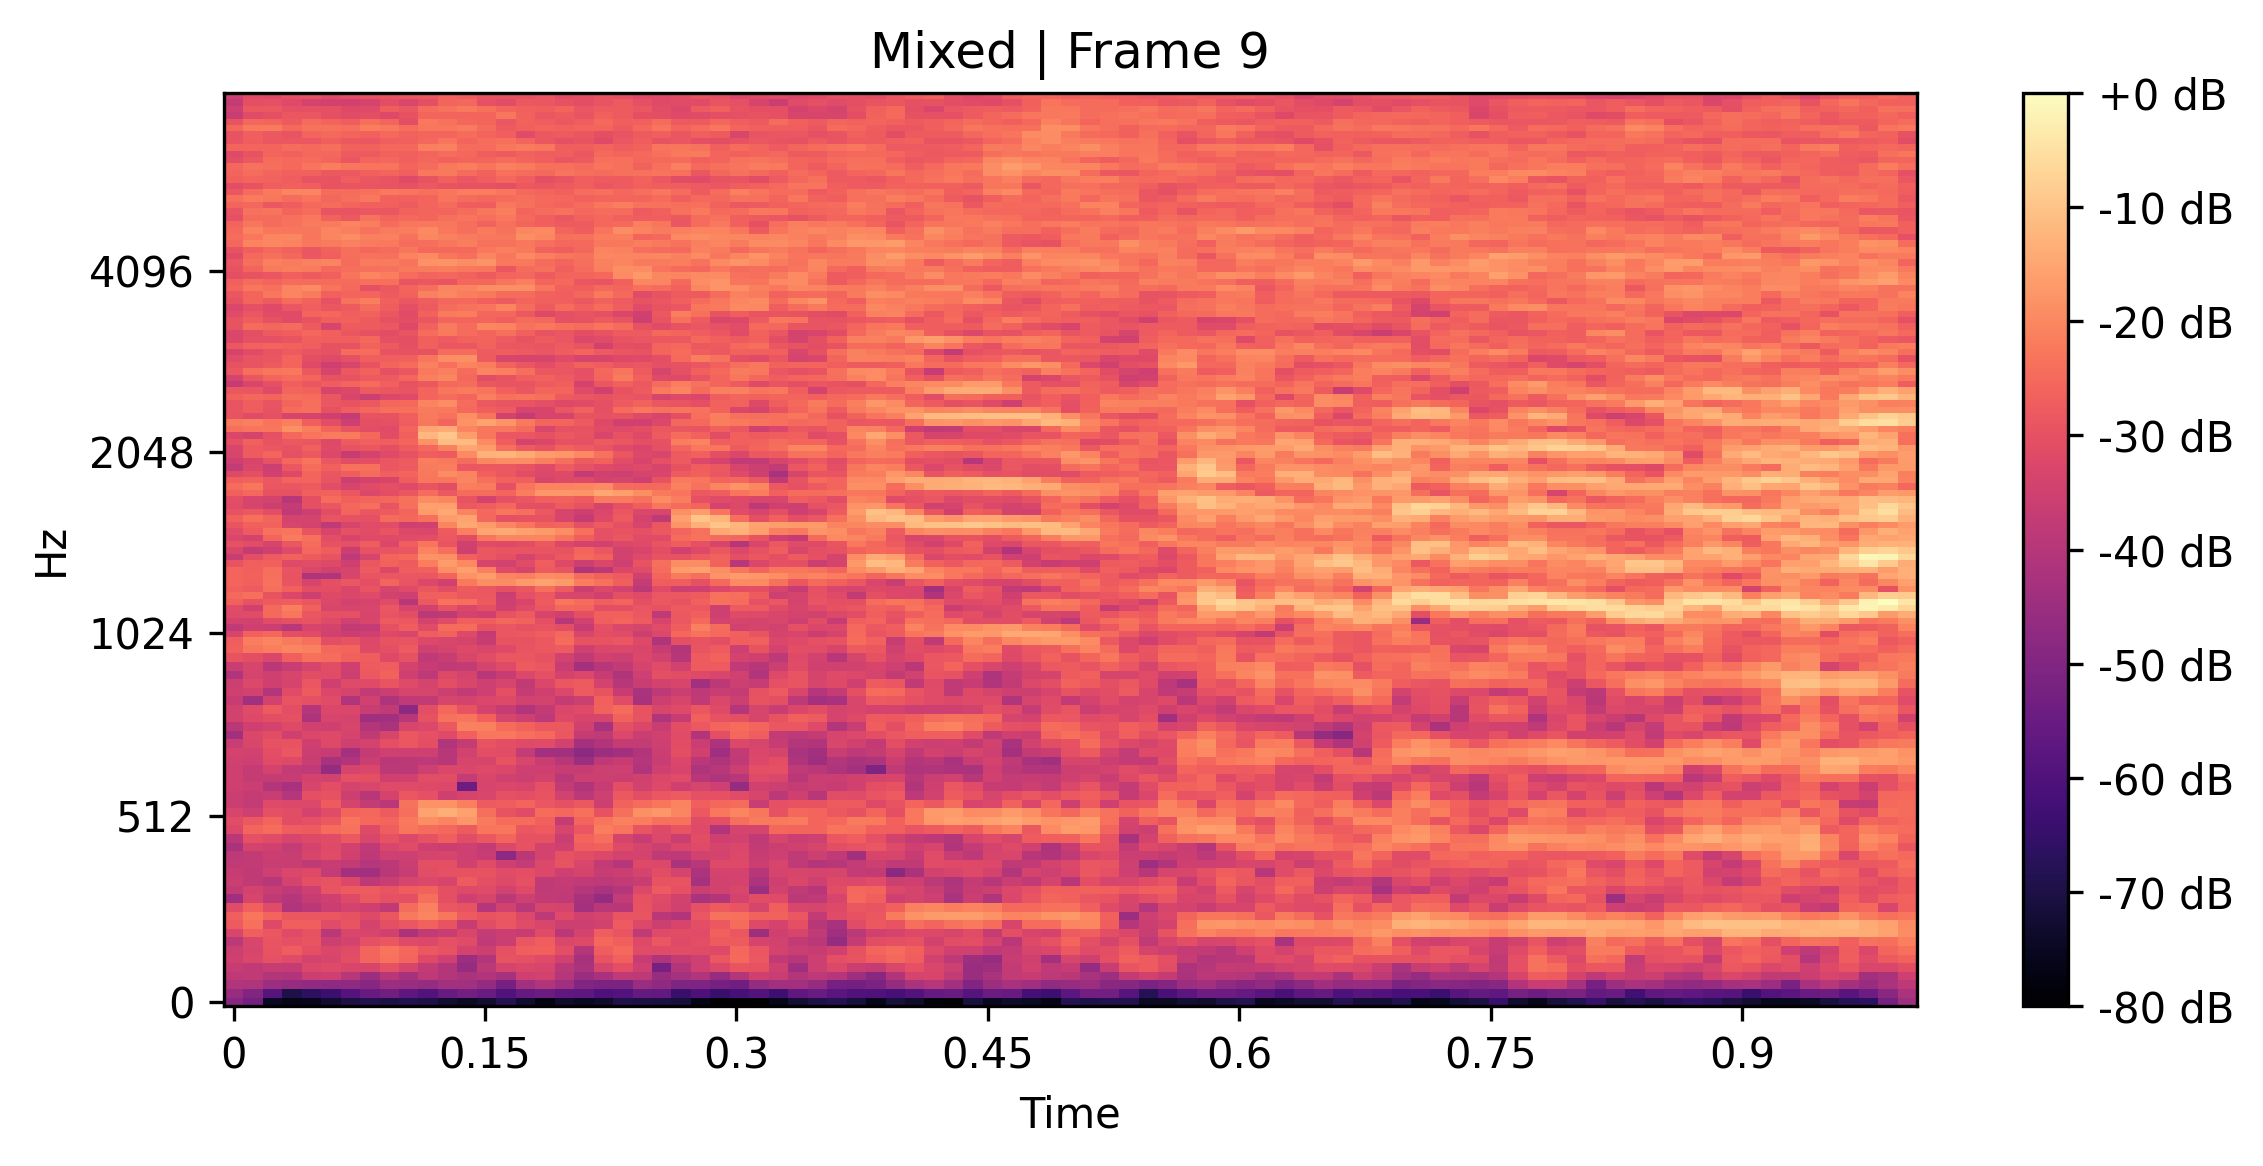 Mixed | Frame 9
Hz
4096
2048
1024
512
0
0 0.15 0.3 0.45 0.6 0.75 0.9
Time
+0 dB
-10 dB
-20 dB
-30 dB
-40 dB
-50 dB
-60 dB
-70 dB
-80 dB